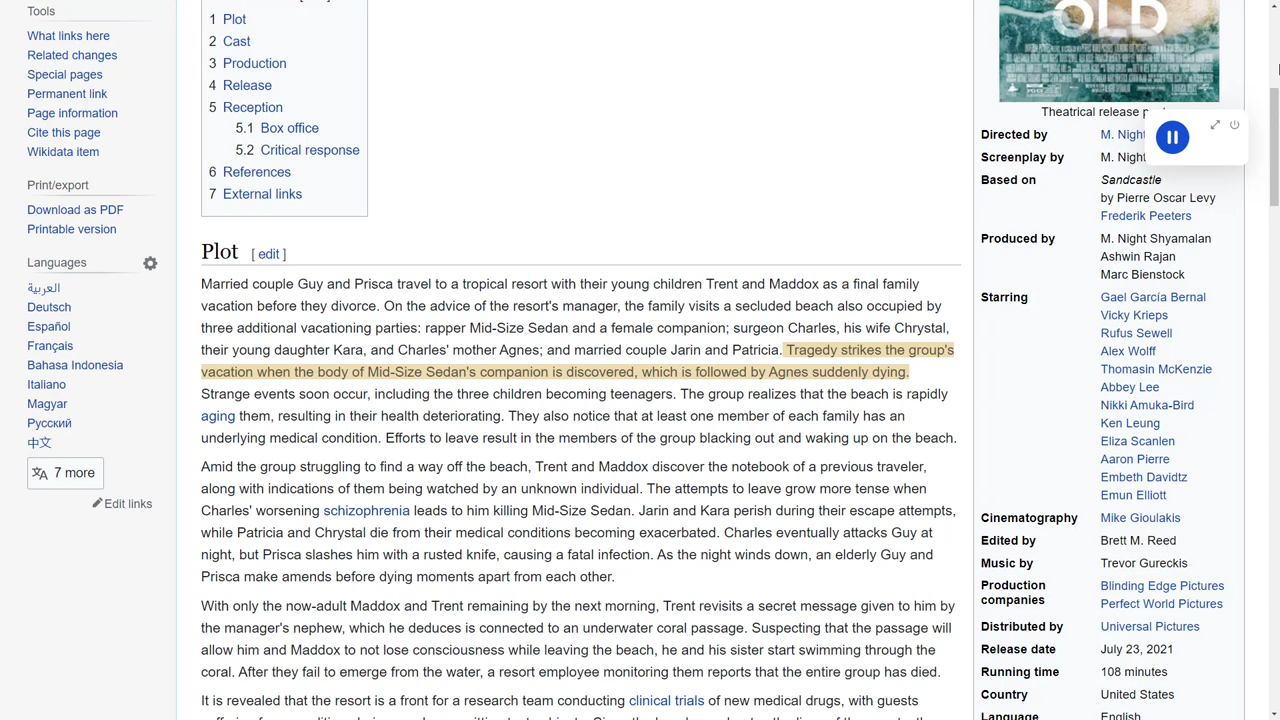 Tools
What links here
Related changes
Special pages
Permanent link
Page information
Cite this page
Wikidata item
Print/export
Download as PDF
Printable version
Languages
العربية
Deutsch
Español
Français
Bahasa Indonesia
Italiano
Magyar
Русский
中文
7 more
Edit links
1 Plot
2 Cast
3 Production
4 Release
5 Reception
5.1 Box office
5.2 Critical response
6 References
7 External links
Plot [ edit ]
Married couple Guy and Prisca travel to a tropical resort with their young children Trent and Maddox as a final family
vacation before they divorce. On the advice of the resort's manager, the family visits a secluded beach also occupied by
three additional vacationing parties: rapper Mid-Size Sedan and a female companion; surgeon Charles, his wife Chrystal,
their young daughter Kara, and Charles' mother Agnes; and married couple Jarin and Patricia. Tragedy strikes the group's
vacation when the body of Mid-Size Sedan's companion is discovered, which is followed by Agnes suddenly dying.
Strange events soon occur, including the three children becoming teenagers. The group realizes that the beach is rapidly
aging them, resulting in their health deteriorating. They also notice that at least one member of each family has an
underlying medical condition. Efforts to leave result in the members of the group blacking out and waking up on the beach.
Amid the group struggling to find a way off the beach, Trent and Maddox discover the notebook of a previous traveler,
along with indications of them being watched by an unknown individual. The attempts to leave grow more tense when
Charles' worsening schizophrenia leads to him killing Mid-Size Sedan. Jarin and Kara perish during their escape attempts,
while Patricia and Chrystal die from their medical conditions becoming exacerbated. Charles eventually attacks Guy at
night, but Prisca slashes him with a rusted knife, causing a fatal infection. As the night winds down, an elderly Guy and
Prisca make amends before dying moments apart from each other.
With only the now-adult Maddox and Trent remaining by the next morning, Trent revisits a secret message given to him by
the manager's nephew, which he deduces is connected to an underwater coral passage. Suspecting that the passage will
allow him and Maddox to not lose consciousness while leaving the beach, he and his sister start swimming through the
coral. After they fail to emerge from the water, a resort employee monitoring them reports that the entire group has died.
It is revealed that the resort is a front for a research team conducting clinical trials of new medical drugs, with guests
OLD
Theatrical release
Directed by M. Night
Screenplay by M. Night
Based on Sandcastle
by Pierre Oscar Levy
Frederik Peeters
Produced by M. Night Shyamalan
Ashwin Rajan
Marc Bienstock
Starring Gael García Bernal
Vicky Krieps
Rufus Sewell
Alex Wolff
Thomasin McKenzie
Abbey Lee
Nikki Amuka-Bird
Ken Leung
Eliza Scanlen
Aaron Pierre
Embeth Davidtz
Emun Elliott
Cinematography Mike Gioulakis
Edited by Brett M. Reed
Music by Trevor Gureckis
Production Blinding Edge Pictures
companies Perfect World Pictures
Distributed by Universal Pictures
Release date July 23, 2021
Running time 108 minutes
Country United States
Language English